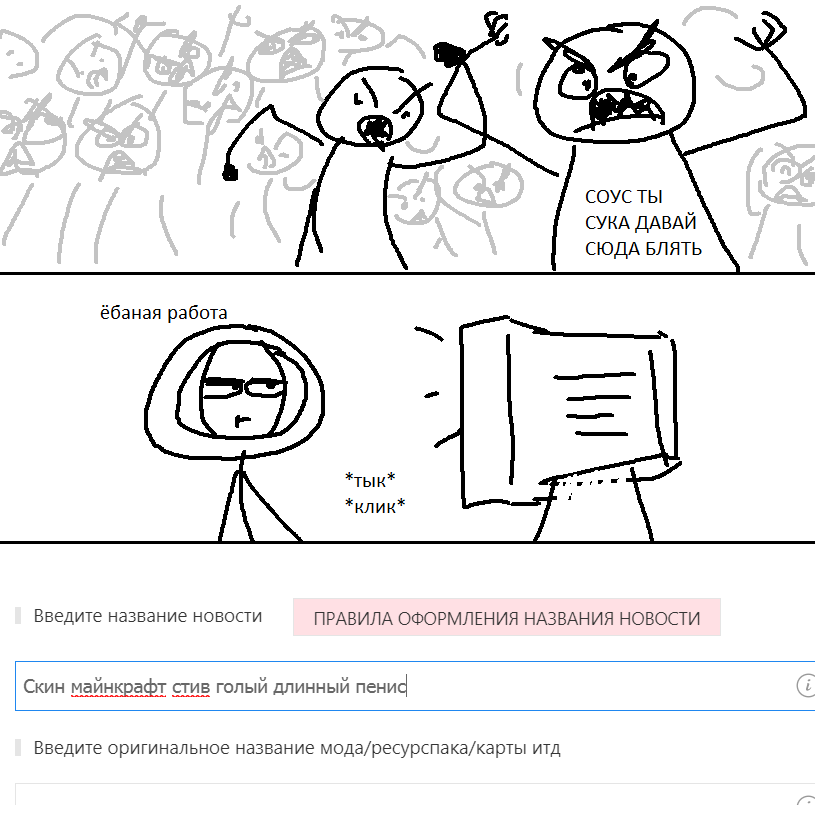 СОУС ТЫ
СУКА ДАВАЙ
СЮДА БЛЯТЬ
ёбаная работа
*тык*
*клик*
Введите название новости
ПРАВИЛА ОФОРМЛЕНИЯ НАЗВАНИЯ НОВОСТИ
Скин майнкрафт стив голый длинный пенис
Введите оригинальное название мода/ресурспака/карты итд